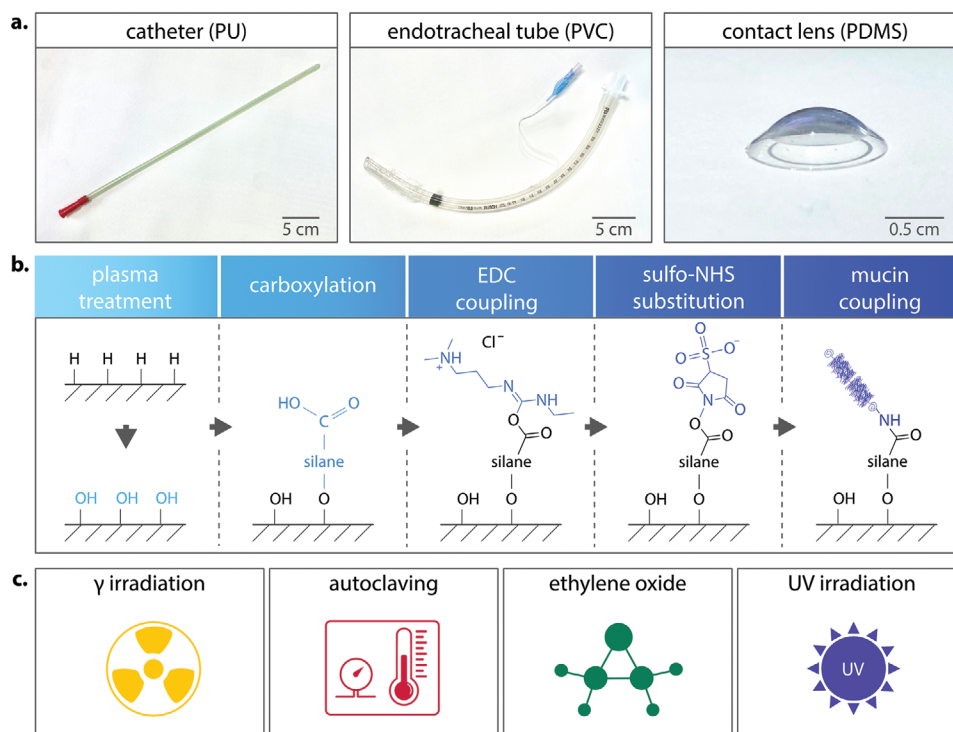 a.
catheter (PU)
endotracheal tube (PVC)
contact lens (PDMS)
5 cm
5 cm
0.5 cm
b.
plasma
treatment
carboxylation
EDC
coupling
sulfo-NHS
substitution
mucin
coupling
H H H H
OH OH OH
HO O
C
silane
OH O
Cl⁻
NH
+
N
NH
O
O
silane
OH O
O
O S O⁻
O
N
O
O
O
silane
OH O
NH
O
silane
OH O
c.
γ irradiation
autoclaving
ethylene oxide
UV irradiation
UV